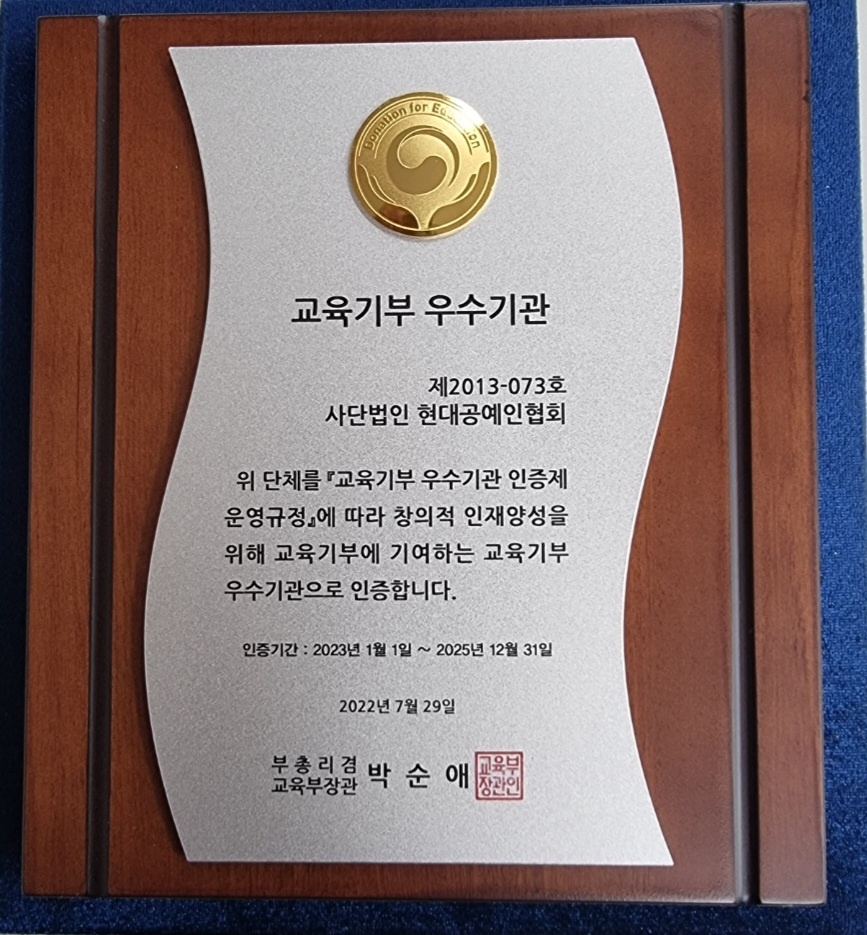 Donation for Education
교육기부 우수기관
제2013-073호
사단법인 현대공예인협회
위 단체를『교육기부 우수기관 인증제
운영규정』에 따라 창의적 인재양성을
위해 교육기부에 기여하는 교육기부
우수기관으로 인증합니다.
인증기간 : 2023년 1월 1일 ~ 2025년 12월 31일
2022년 7월 29일
부총리겸
교육부장관 박 순 애
교육부
장관인